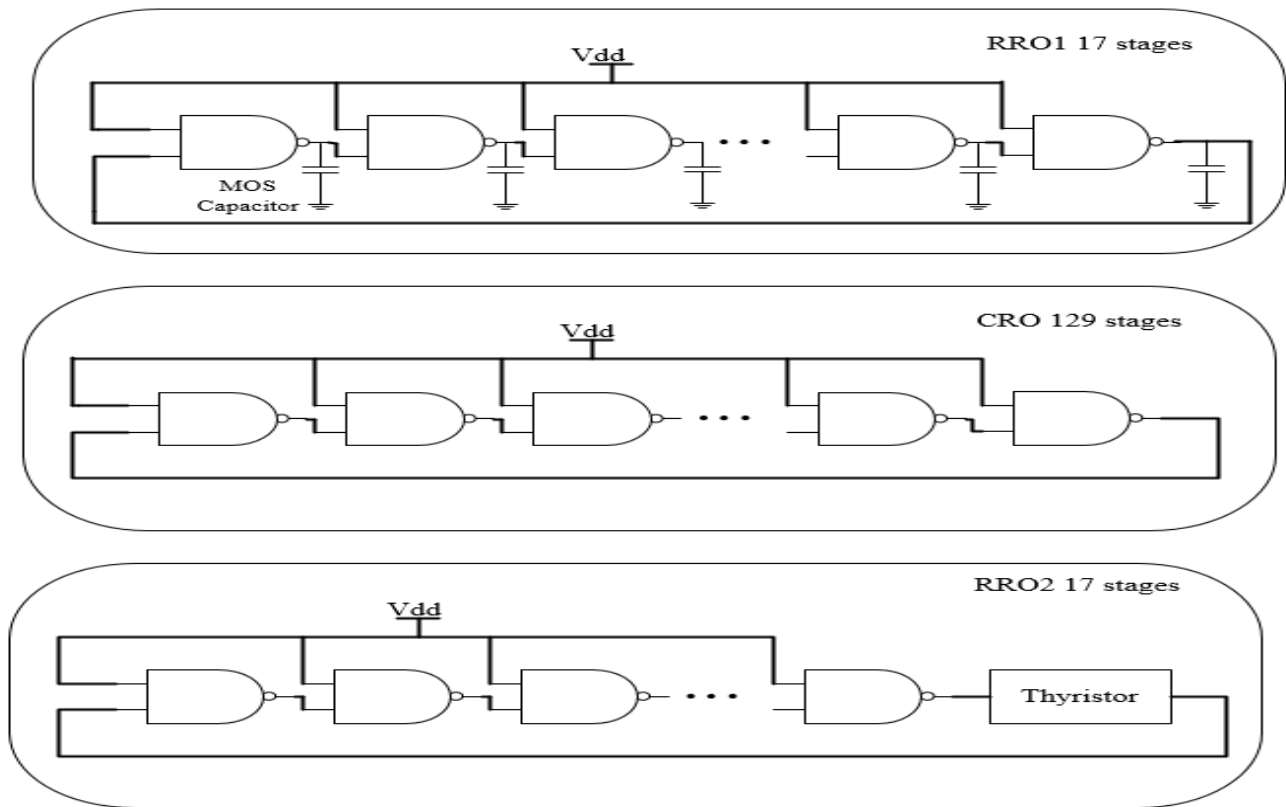 RRO1 17 stages
Vdd
MOS
Capacitor
CRO 129 stages
Vdd
RRO2 17 stages
Vdd
Thyristor